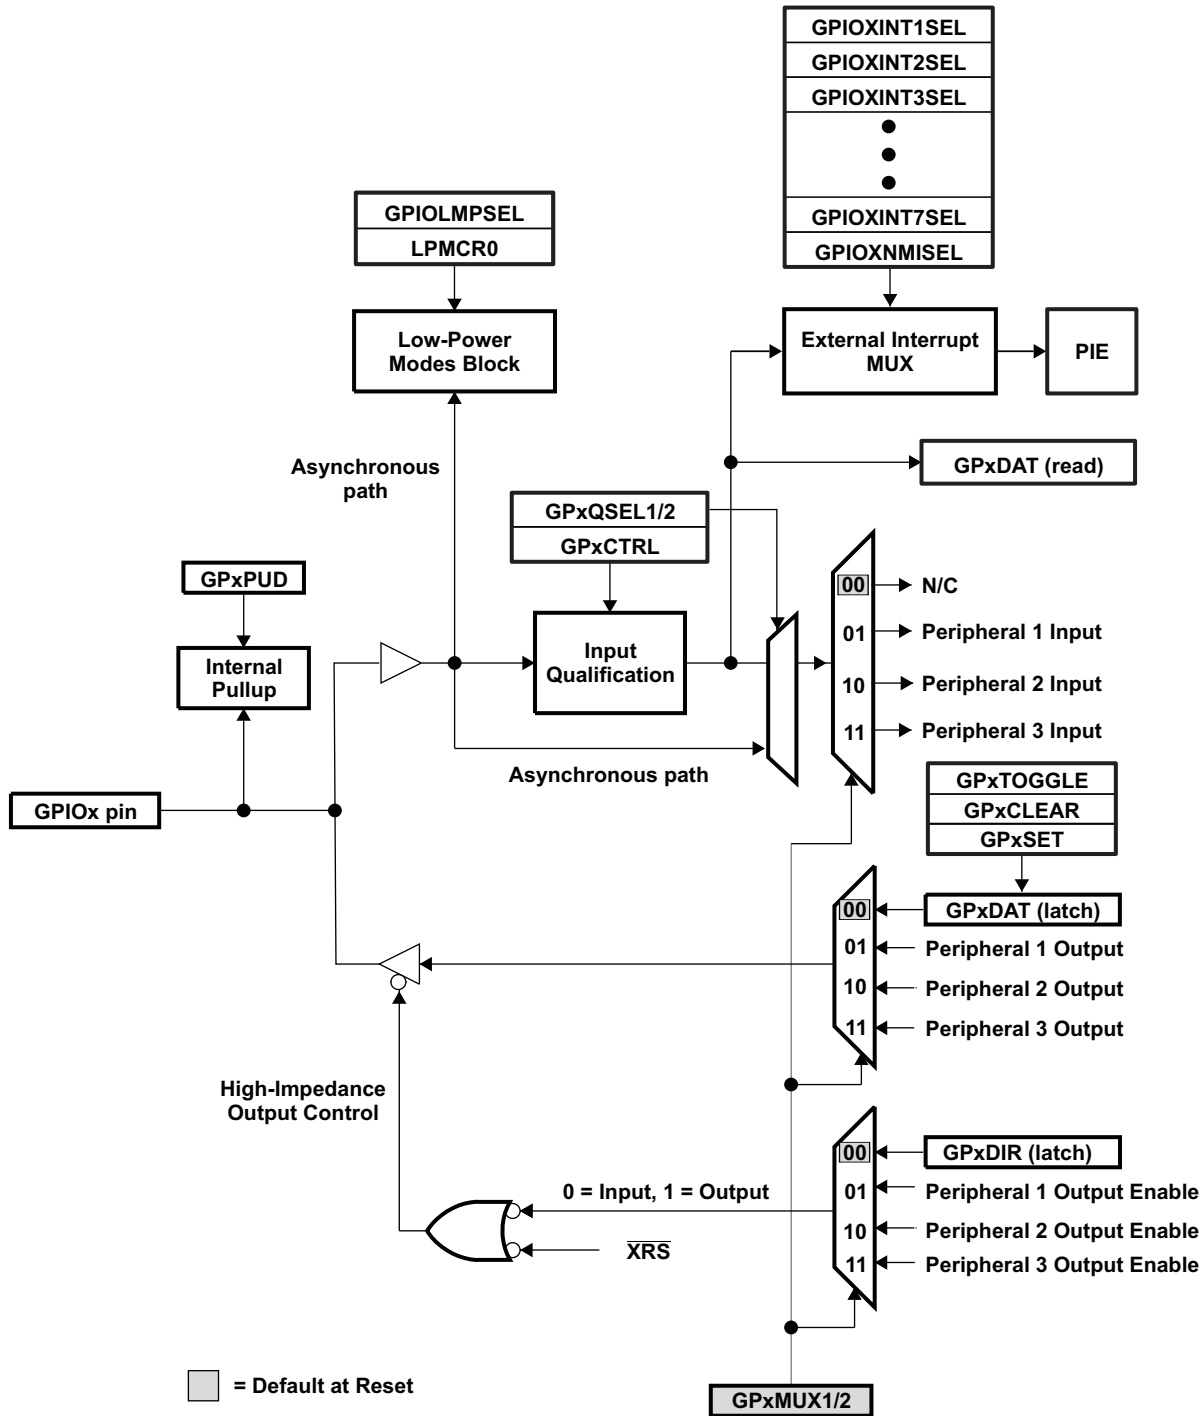 GPIOXINT1SEL
GPIOXINT2SEL
GPIOXINT3SEL
GPIOXINT7SEL
GPIOXNMISEL
GPIOLMPSEL
LPMCR0
Low-Power
Modes Block
External Interrupt
MUX
PIE
Asynchronous
path
GPxDAT (read)
GPxQSEL1/2
GPxCTRL
GPxPUD
Internal
Pullup
Input
Qualification
00
N/C
01
Peripheral 1 Input
10
Peripheral 2 Input
11
Peripheral 3 Input
Asynchronous path
GPIOx pin
GPxTOGGLE
GPxCLEAR
GPxSET
00
GPxDAT (latch)
01
Peripheral 1 Output
10
Peripheral 2 Output
11
Peripheral 3 Output
High-Impedance
Output Control
00
GPxDIR (latch)
0 = Input, 1 = Output
01
Peripheral 1 Output Enable
10
Peripheral 2 Output Enable
XRS
11
Peripheral 3 Output Enable
= Default at Reset
GPxMUX1/2